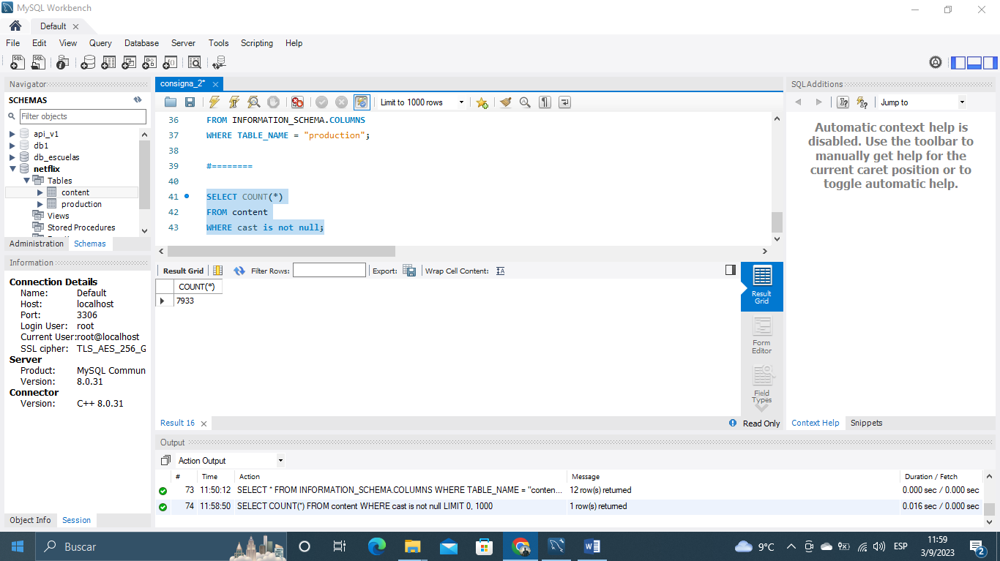 MySQL Workbench
Default
File Edit View Query Database Server Tools Scripting Help
Navigator
SCHEMAS
Filter objects
api_v1
db1
db_escuelas
netflix
Tables
content
production
Views
Stored Procedures
Administration Schemas
Information
Connection Details
Name: Default
Host: localhost
Port: 3306
Login User: root
Current User:root@localhost
SSL cipher: TLS_AES_256_G
Server
Product: MySQL Commun
Version: 8.0.31
Connector
Version: C++ 8.0.31
Object Info Session
consigna_2*
Limit to 1000 rows
36 FROM INFORMATION_SCHEMA.COLUMNS
37 WHERE TABLE_NAME = "production";
38
39 #========
40
41 SELECT COUNT(*)
42 FROM content
43 WHERE cast is not null;
Result Grid Filter Rows: Export: Wrap Cell Content:
COUNT(*)
7933
Result Grid
Form Editor
Field Types
Result 16
Read Only
SQLAdditions
Jump to
Automatic context help is
disabled. Use the toolbar to
manually get help for the
current caret position or to
toggle automatic help.
Context Help Snippets
Output
Action Output
# Time Action Message Duration / Fetch
73 11:50:12 SELECT * FROM INFORMATION_SCHEMA.COLUMNS WHERE TABLE_NAME = "conten... 12 row(s) returned 0.000 sec / 0.000 sec
74 11:58:50 SELECT COUNT(*) FROM content WHERE cast is not null LIMIT 0, 1000 1 row(s) returned 0.016 sec / 0.000 sec
Buscar
9°C
ESP
11:59
3/9/2023
2